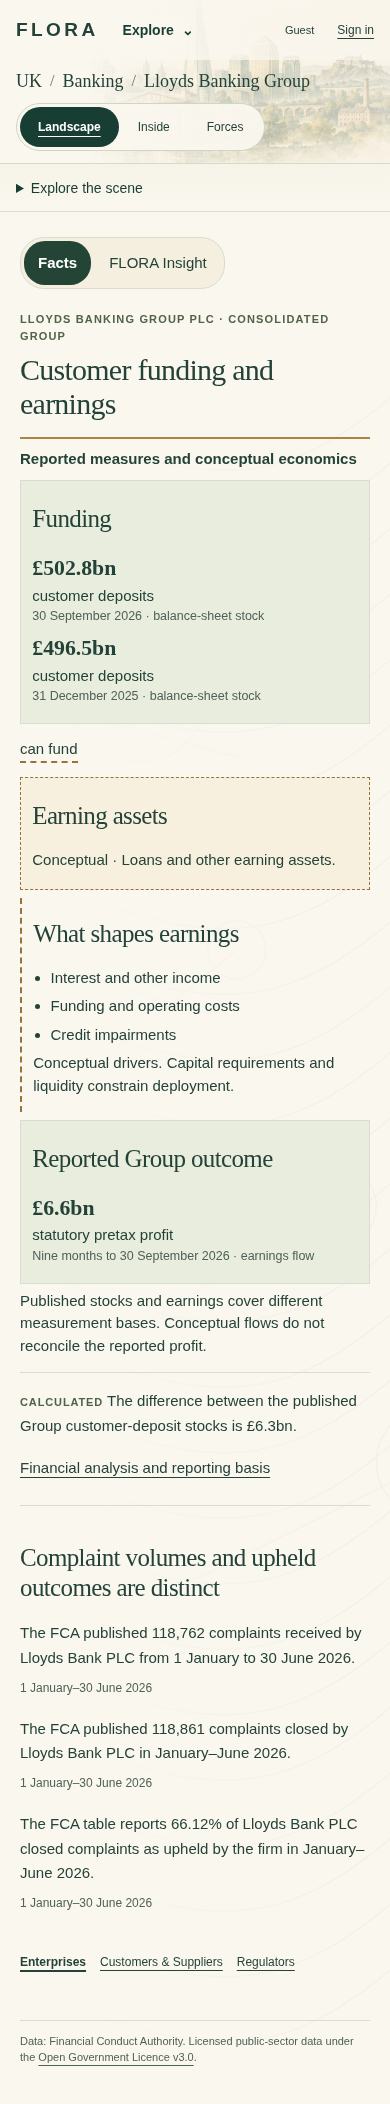 FLORA Explore Guest Sign in
UK / Banking / Lloyds Banking Group
Landscape Inside Forces
Explore the scene
Facts FLORA Insight
LLOYDS BANKING GROUP PLC · CONSOLIDATED
GROUP
Customer funding and
earnings
Reported measures and conceptual economics
Funding
£502.8bn
customer deposits
30 September 2026 · balance-sheet stock
£496.5bn
customer deposits
31 December 2025 · balance-sheet stock
can fund
Earning assets
Conceptual · Loans and other earning assets.
What shapes earnings
• Interest and other income
• Funding and operating costs
• Credit impairments
Conceptual drivers. Capital requirements and
liquidity constrain deployment.
Reported Group outcome
£6.6bn
statutory pretax profit
Nine months to 30 September 2026 · earnings flow
Published stocks and earnings cover different
measurement bases. Conceptual flows do not
reconcile the reported profit.
CALCULATED The difference between the published
Group customer-deposit stocks is £6.3bn.
Financial analysis and reporting basis
Complaint volumes and upheld
outcomes are distinct
The FCA published 118,762 complaints received by
Lloyds Bank PLC from 1 January to 30 June 2026.
1 January–30 June 2026
The FCA published 118,861 complaints closed by
Lloyds Bank PLC in January–June 2026.
1 January–30 June 2026
The FCA table reports 66.12% of Lloyds Bank PLC
closed complaints as upheld by the firm in January–
June 2026.
1 January–30 June 2026
Enterprises Customers & Suppliers Regulators
Data: Financial Conduct Authority. Licensed public-sector data under
the Open Government Licence v3.0.